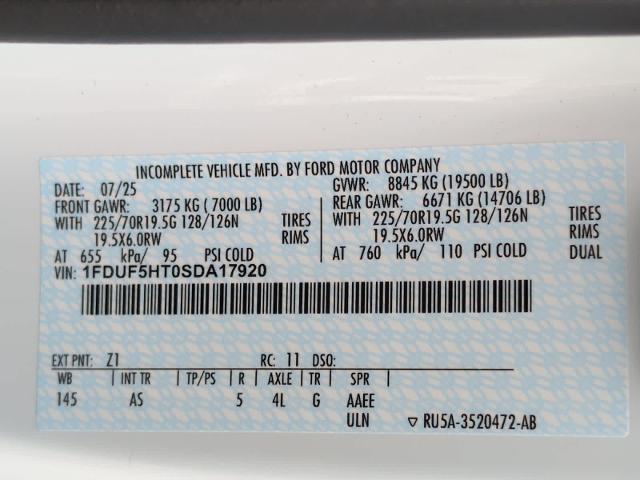 INCOMPLETE VEHICLE MFD. BY FORD MOTOR COMPANY
DATE: 07/25 GVWR: 8845 KG (19500 LB)
FRONT GAWR: 3175 KG ( 7000 LB) REAR GAWR: 6671 KG (14706 LB)
WITH 225/70R19.5G 128/126N TIRES WITH 225/70R19.5G 128/126N TIRES
19.5X6.0RW RIMS 19.5X6.0RW RIMS
AT 655 kPa/ 95 PSI COLD AT 760 kPa/ 110 PSI COLD DUAL
VIN: 1FDUF5HT0SDA17920
EXT PNT: Z1 RC: 11 DSO:
WB INT TR TP/PS R AXLE TR SPR
145 AS 5 4L G AAEE
ULN ▽ RU5A-3520472-AB